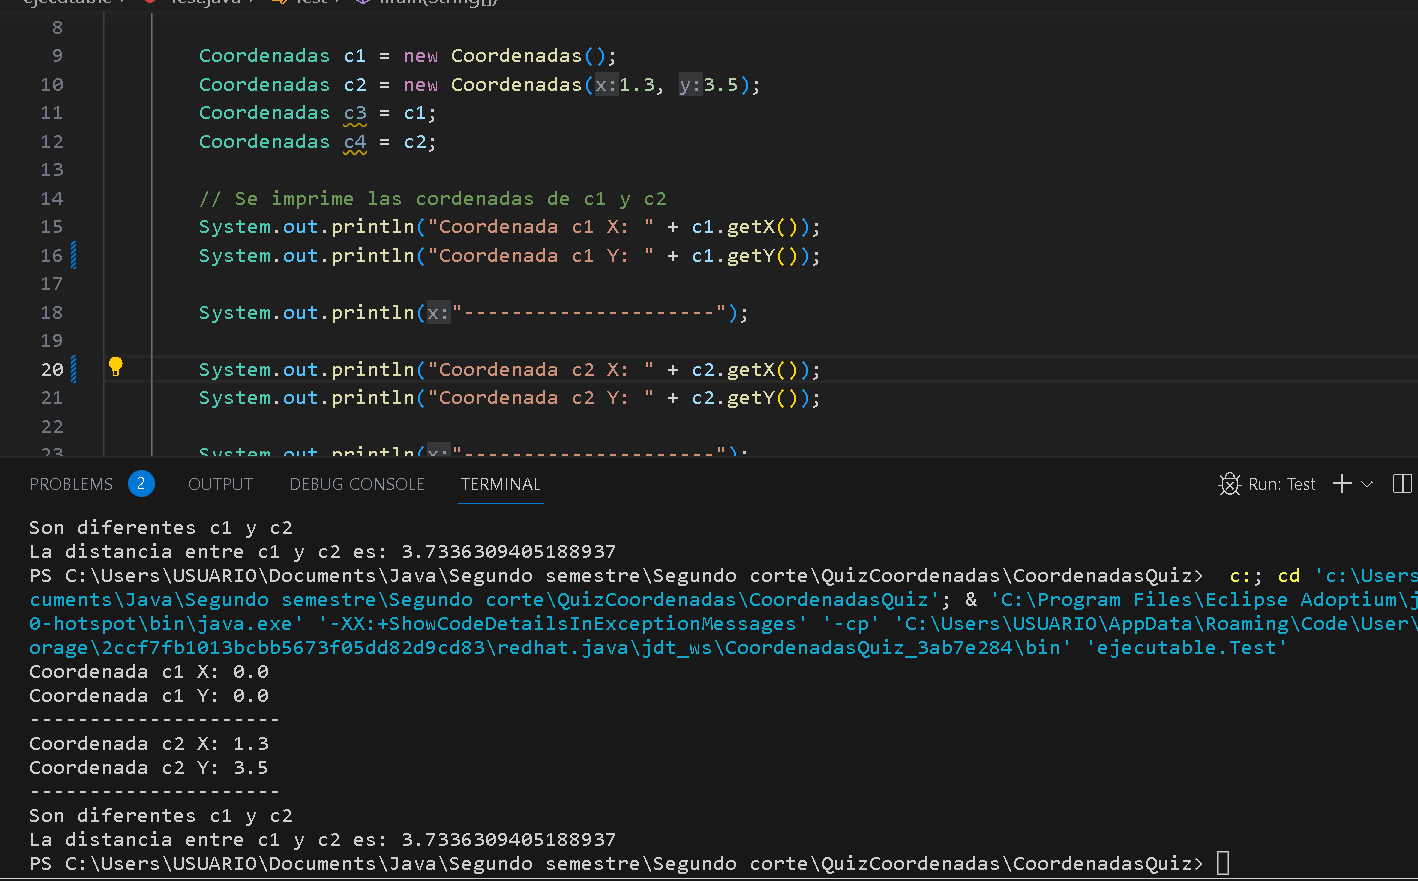 ejecutable > Test.java > Test > main(String[])
8
9 Coordenadas c1 = new Coordenadas();
10 Coordenadas c2 = new Coordenadas(x:1.3, y:3.5);
11 Coordenadas c3 = c1;
12 Coordenadas c4 = c2;
13
14 // Se imprime las cordenadas de c1 y c2
15 System.out.println("Coordenada c1 X: " + c1.getX());
16 System.out.println("Coordenada c1 Y: " + c1.getY());
17
18 System.out.println(x:"---------------------");
19
20 System.out.println("Coordenada c2 X: " + c2.getX());
21 System.out.println("Coordenada c2 Y: " + c2.getY());
22
23 System.out.println(x:"---------------------");
PROBLEMS 2 OUTPUT DEBUG CONSOLE TERMINAL Run: Test
Son diferentes c1 y c2
La distancia entre c1 y c2 es: 3.7336309405188937
PS C:\Users\USUARIO\Documents\Java\Segundo semestre\Segundo corte\QuizCoordenadas\CoordenadasQuiz> c:; cd 'c:\Users
cuments\Java\Segundo semestre\Segundo corte\QuizCoordenadas\CoordenadasQuiz'; & 'C:\Program Files\Eclipse Adoptium\j
0-hotspot\bin\java.exe' '-XX:+ShowCodeDetailsInExceptionMessages' '-cp' 'C:\Users\USUARIO\AppData\Roaming\Code\User\
orage\2ccf7fb1013bcbb5673f05dd82d9cd83\redhat.java\jdt_ws\CoordenadasQuiz_3ab7e284\bin' 'ejecutable.Test'
Coordenada c1 X: 0.0
Coordenada c1 Y: 0.0
---------------------
Coordenada c2 X: 1.3
Coordenada c2 Y: 3.5
---------------------
Son diferentes c1 y c2
La distancia entre c1 y c2 es: 3.7336309405188937
PS C:\Users\USUARIO\Documents\Java\Segundo semestre\Segundo corte\QuizCoordenadas\CoordenadasQuiz>